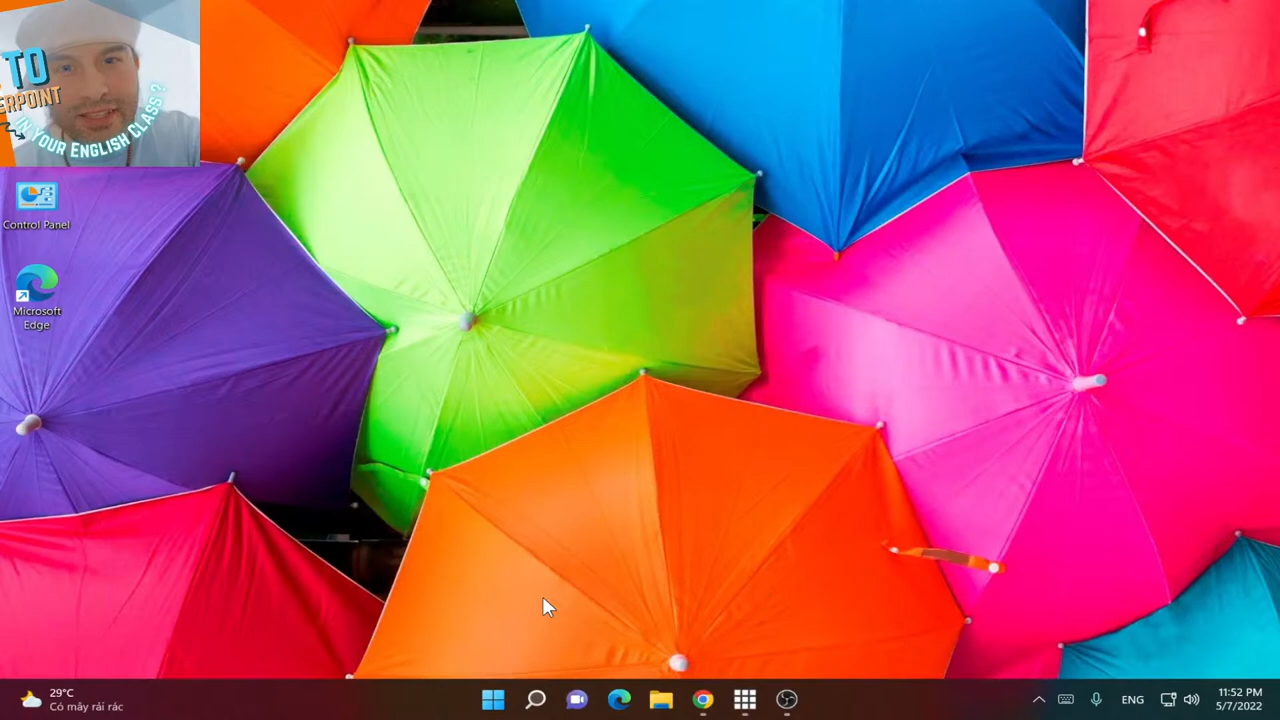 TO
ERPOINT
IN YOUR ENGLISH CLASS ?
Control Panel
Microsoft
Edge
29°C
Có mây rải rác
ENG
11:52 PM
5/7/2022